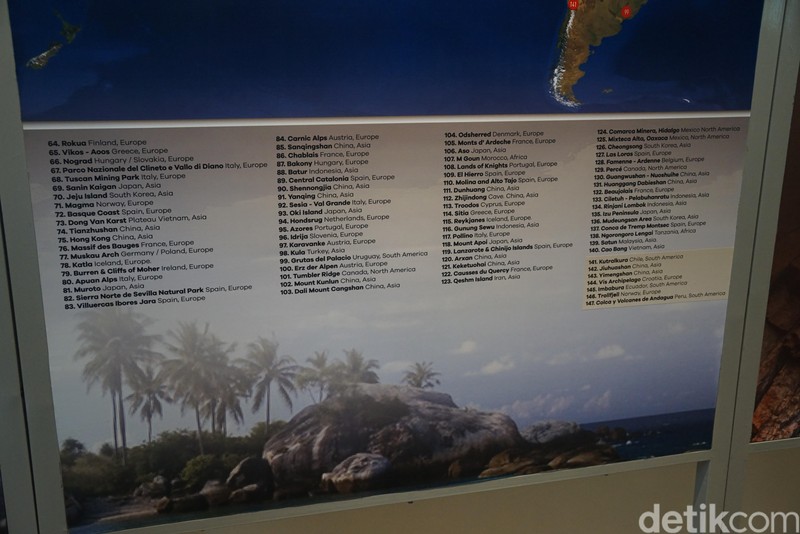 64. Rokua Finland, Europe
65. Vikos - Aoos Greece, Europe
66. Nograd Hungary / Slovakia, Europe
67. Parco Nazionale del Cilneto e Vallo di Diano Italy, Europe
68. Tuscan Mining Park Italy, Europe
69. Sanin Kaigan Japan, Asia
70. Jeju Island South Korea, Asia
71. Magma Norway, Europe
72. Basque Coast Spain, Europe
73. Dong Van Karst Plateau Vietnam, Asia
74. Tianzhushan China, Asia
75. Hong Kong China, Asia
76. Massif des Bauges France, Europe
77. Muskau Arch Germany / Poland, Europe
78. Katla Iceland, Europe
79. Burren & Cliffs of Moher Ireland, Europe
80. Apuan Alps Italy, Europe
81. Muroto Japan, Asia
82. Sierra Norte de Sevilla Natural Park Spain, Europe
83. Villuercas Ibores Jara Spain, Europe
84. Carnic Alps Austria, Europe
85. Sanqingshan China, Asia
86. Chablais France, Europe
87. Bakony Hungary, Europe
88. Batur Indonesia, Asia
89. Central Catalonia Spain, Europe
90. Shennongjia China, Asia
91. Yanqing China, Asia
92. Sesia - Val Grande Italy, Europe
93. Oki Island Japan, Asia
94. Hondsrug Netherlands, Europe
95. Azores Portugal, Europe
96. Idrija Slovenia, Europe
97. Karavanke Austria, Europe
98. Kula Turkey, Asia
99. Grutas del Palacio Uruguay, South America
100. Erz der Alpen Austria, Europe
101. Tumbler Ridge Canada, North America
102. Mount Kunlun China, Asia
103. Dali Mount Cangshan China, Asia
104. Odsherred Denmark, Europe
105. Monts d' Ardeche France, Europe
106. Aso Japan, Asia
107. M Goun Morocco, Africa
108. Lands of Knights Portugal, Europe
109. El Hierro Spain, Europe
110. Molina and Alto Tajo Spain, Europe
111. Dunhuang China, Asia
112. Zhijindong Cave China, Asia
113. Troodos Cyprus, Europe
114. Sitia Greece, Europe
115. Reykjanes Iceland, Europe
116. Gunung Sewu Indonesia, Asia
117. Pollino Italy, Europe
118. Mount Apoi Japan, Asia
119. Lanzarote & Chinijo Islands Spain, Europe
120. Arxan China, Asia
121. Keketuohai China, Asia
122. Causses du Quercy France, Europe
123. Qeshm Island Iran, Asia
124. Comarca Minera, Hidalgo Mexico North America
125. Mixteca Alta, Oaxaca Mexico, North America
126. Cheongsong South Korea, Asia
127. Las Loras Spain, Europe
128. Famenne - Ardenne Belgium, Europe
129. Percé Canada, North America
130. Guangwushan - Nuoshuihe China, Asia
131. Huanggang Dabieshan China, Asia
132. Beaujolais France, Europe
133. Ciletuh - Pelabuhanratu Indonesia, Asia
134. Rinjani Lombok Indonesia, Asia
135. Izu Peninsula Japan, Asia
136. Mudeungsan Area South Korea, Asia
137. Conca de Tremp Montsec Spain, Europe
138. Ngorongoro Lengai Tanzania, Africa
139. Satun Malaysia, Asia
140. Cao Bang Vietnam, Asia
141. Kutralkura Chile, South America
142. Jiuhuashan China, Asia
143. Yimengshan China, Asia
144. Vis Archipelago Croatia, Europe
145. Imbabura Ecuador, South America
146. Trollfjell Norway, Europe
147. Colca y Volcanes de Andagua Peru, South America
detikcom